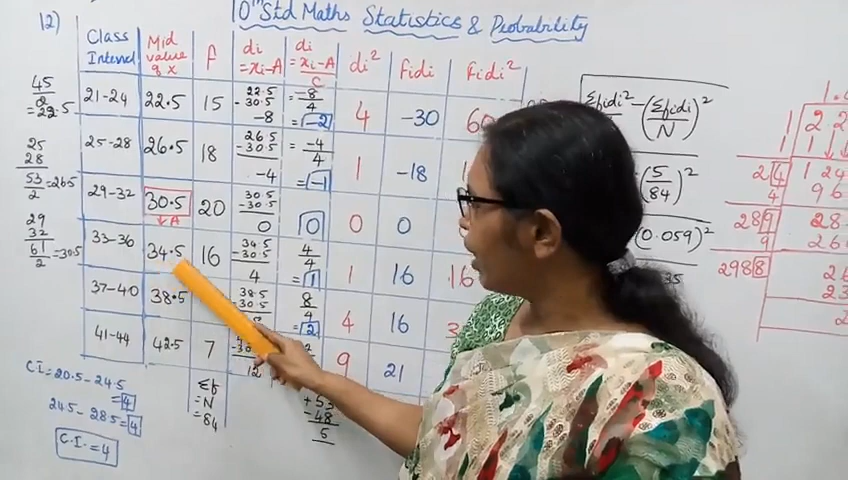 10th Std Maths Statistics & Probability
12)
Class Interval | Mid value of x | f | di = xi-A | di = xi-A / C | di² | fidi | fidi²
21-24 | 22.5 | 15 | 22.5 - 30.5 -8 | = -8/4 = -2 | 4 | -30 | 60
25-28 | 26.5 | 18 | 26.5 - 30.5 -4 | = -4/4 = -1 | 1 | -18
29-32 | 30.5 → A | 20 | 30.5 - 30.5 0 | 0 | 0 | 0
33-36 | 34.5 | 16 | 34.5 - 30.5 4 | 4/4 = 1 | 1 | 16 | 16
37-40 | 38.5 | 38.5 - 30.5 | 8/4 = 2 | 4 | 16
41-44 | 42.5 | 7 | 12 | 9 | 21
Σf = N = 84
+53
-48
5
45/2 = 22.5
25
28
53/2 = 26.5
29
32
61/2 = 30.5
C.I = 20.5 - 24.5 = 4
24.5 - 28.5 = 4
C.I. = 4
Σfidi² - (Σfidi/N)²
(5/84)²
(0.059)²
24
4
289
9
2988